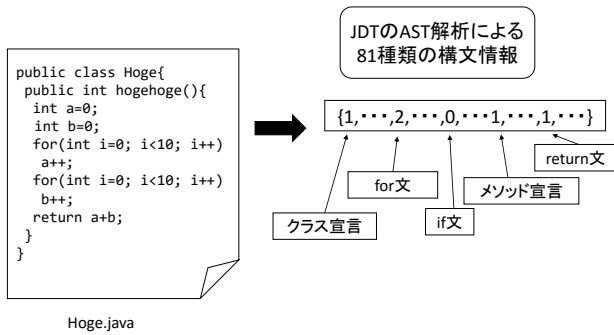 JDTのAST解析による
81種類の構文情報
public class Hoge{
public int hogehoge(){
int a=0;
int b=0;
for(int i=0; i<10; i++)
a++;
for(int i=0; i<10; i++)
b++;
return a+b;
}
}
{1,･･･,2,･･･,0,･･･1,･･･,1,･･･}
return文
for文
メソッド宣言
クラス宣言
if文
Hoge.java